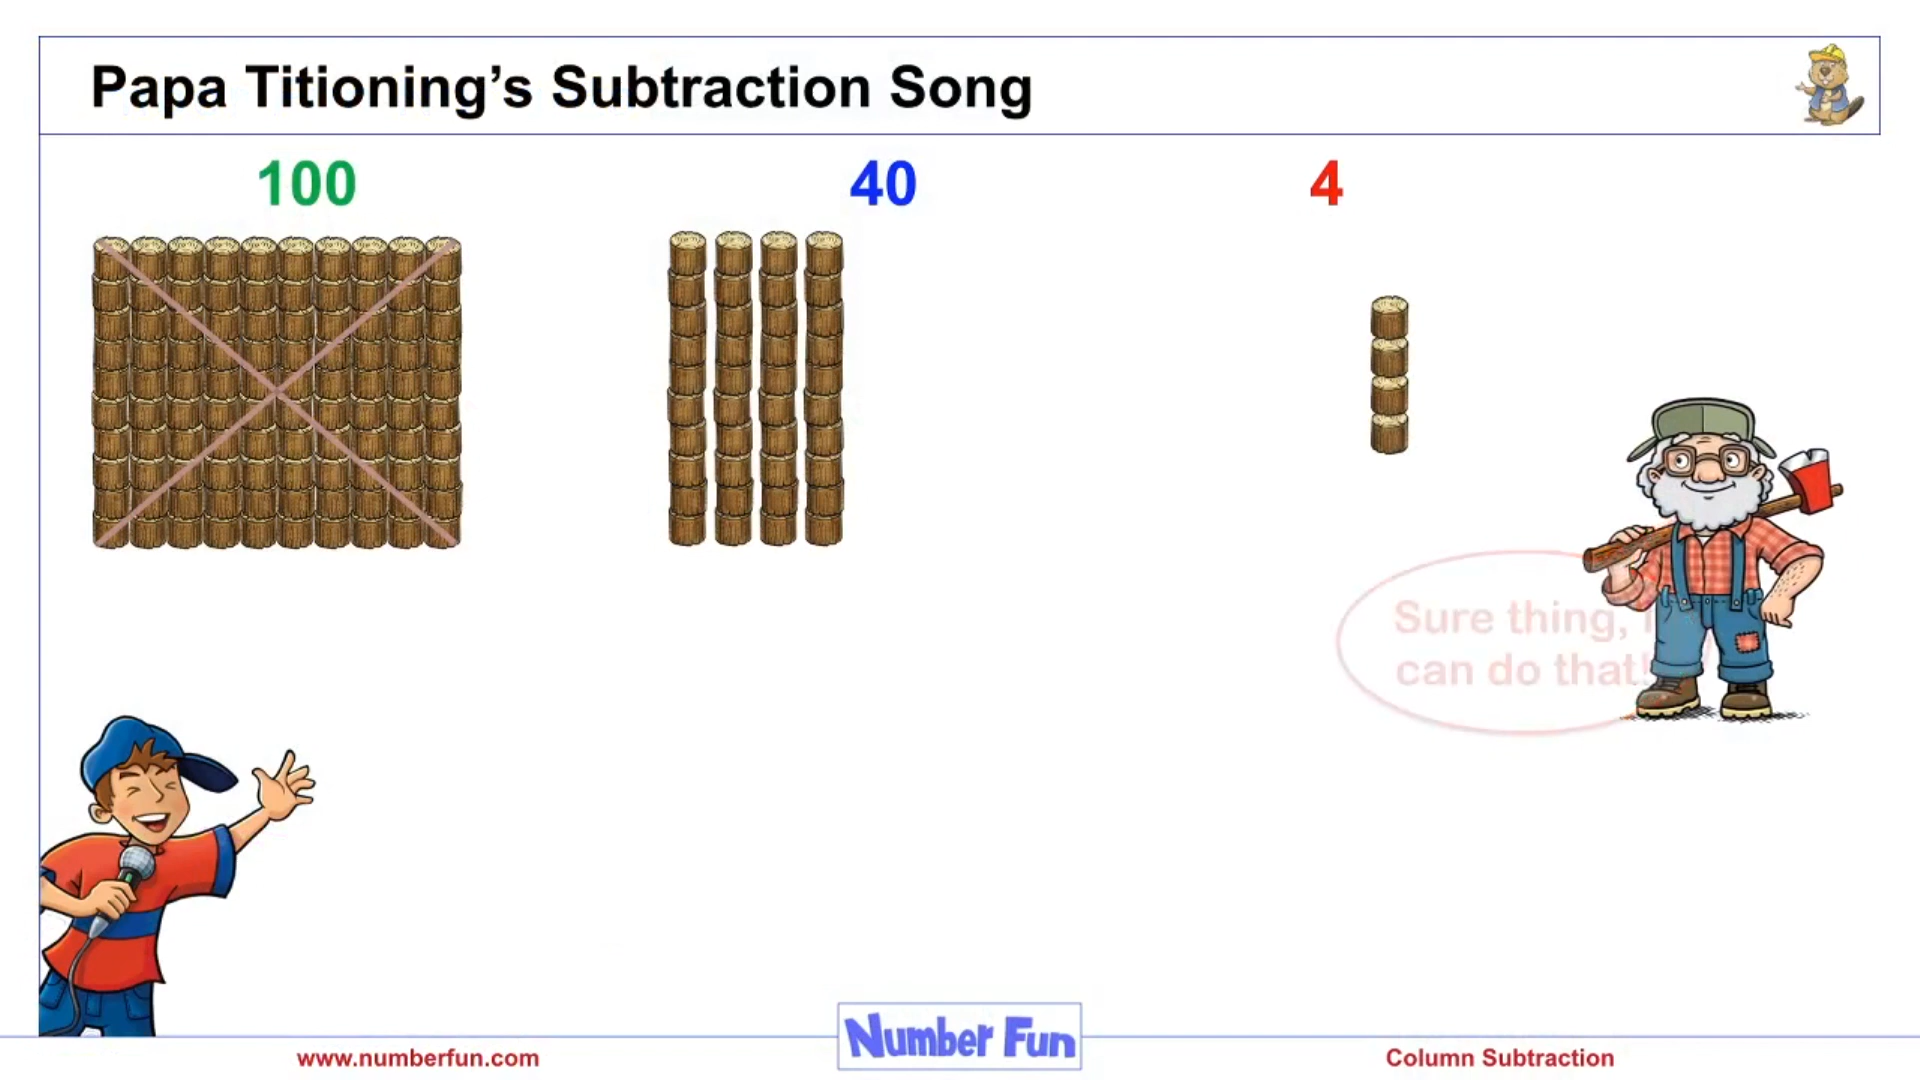 Papa Titioning’s Subtraction Song
100 40 4
Sure thing, I
can do that!
Number Fun
www.numberfun.com
Column Subtraction